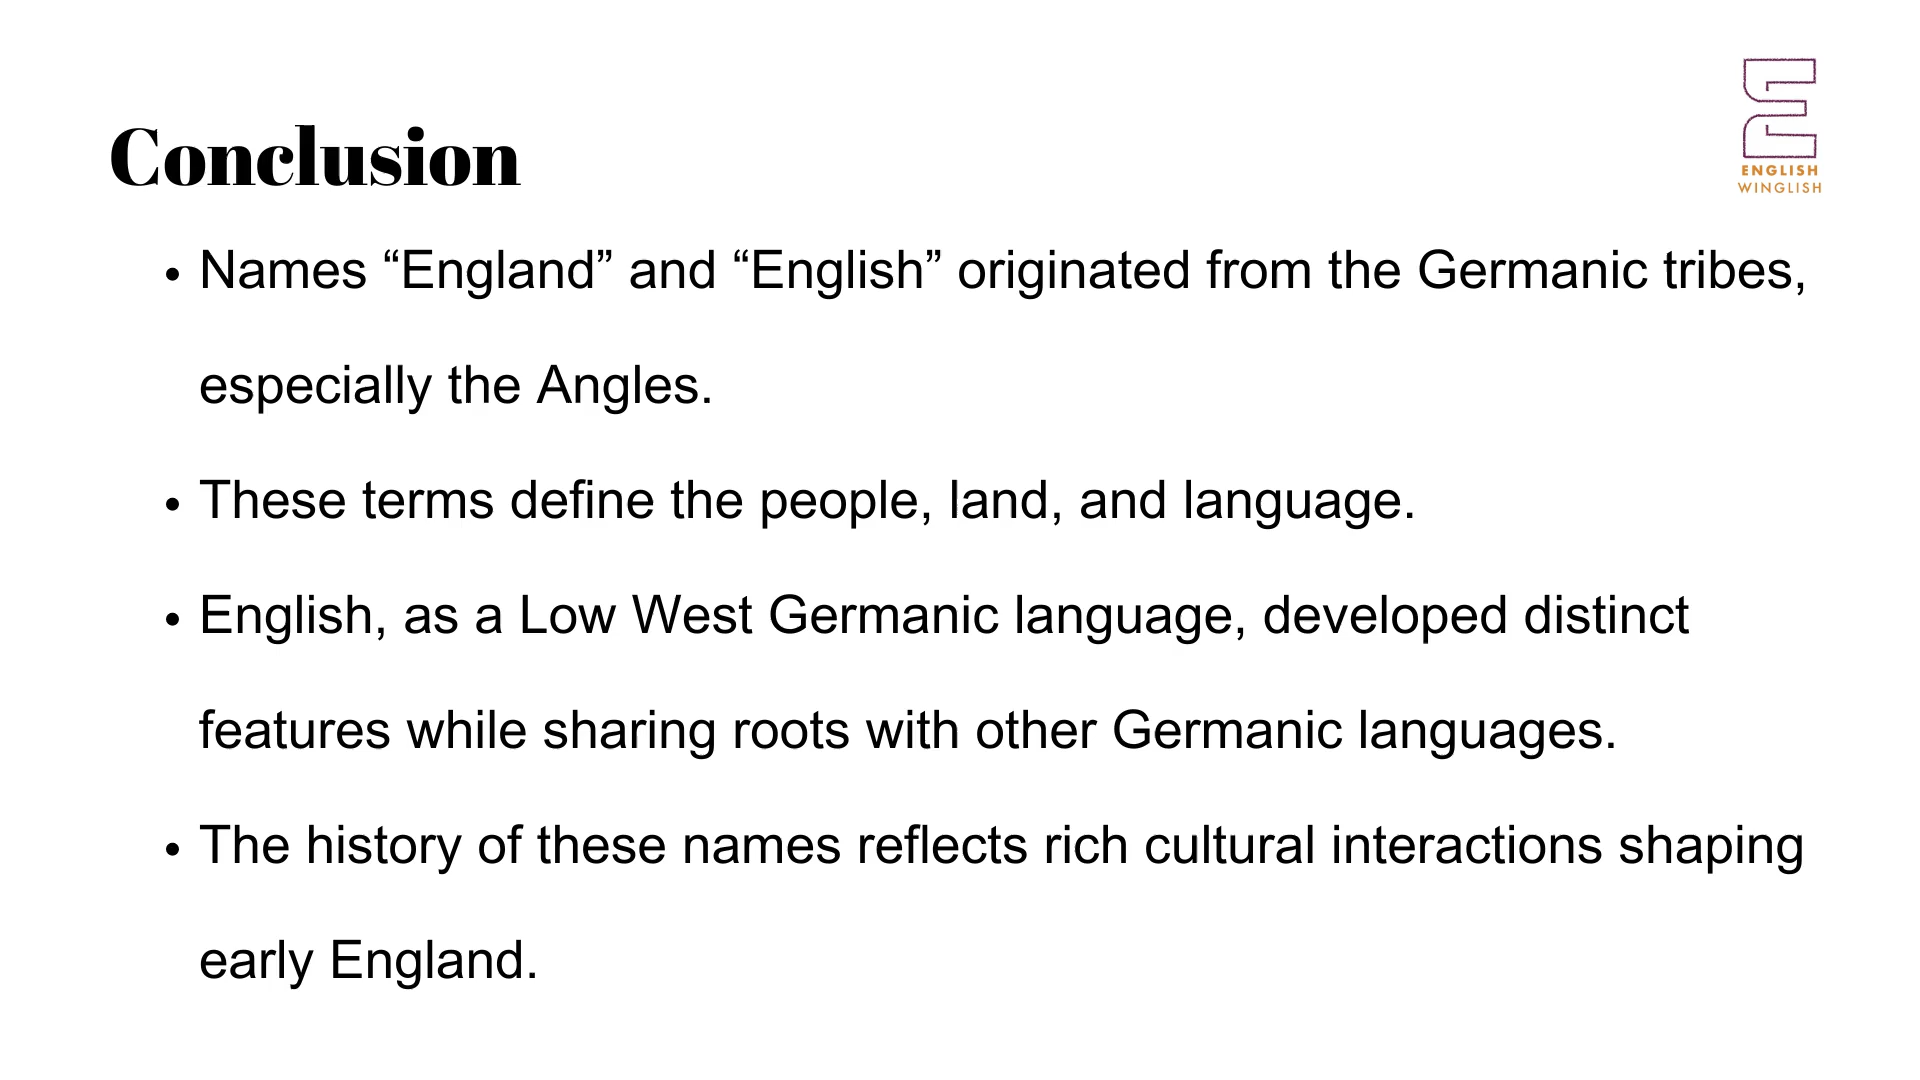 Conclusion
ENGLISH
WINGLISH
• Names “England” and “English” originated from the Germanic tribes,
especially the Angles.
• These terms define the people, land, and language.
• English, as a Low West Germanic language, developed distinct
features while sharing roots with other Germanic languages.
• The history of these names reflects rich cultural interactions shaping
early England.